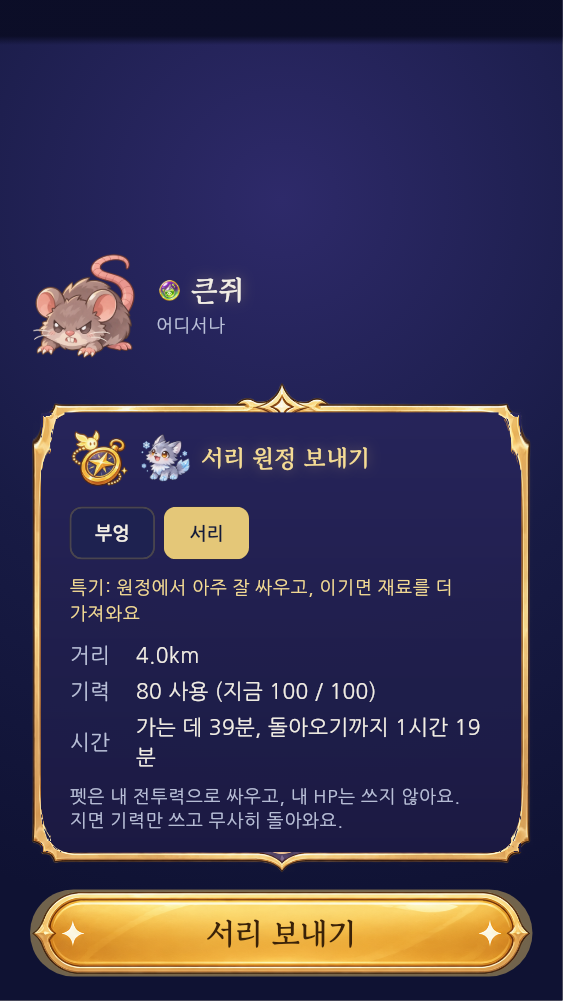 큰쥐
어디서나
서리 원정 보내기
부엉 서리
특기: 원정에서 아주 잘 싸우고, 이기면 재료를 더
가져와요
거리 4.0km
기력 80 사용 (지금 100 / 100)
시간 가는 데 39분, 돌아오기까지 1시간 19
분
펫은 내 전투력으로 싸우고, 내 HP는 쓰지 않아요.
지면 기력만 쓰고 무사히 돌아와요.
서리 보내기